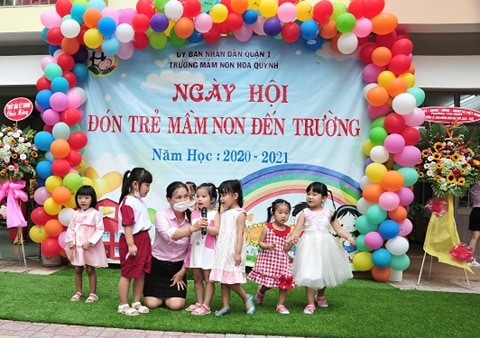 ỦY BAN NHÂN DÂN QUẬN 3
TRƯỜNG MẦM NON HOA QUỲNH
NGÀY HỘI
ĐÓN TRẺ MẦM NON ĐẾN TRƯỜNG
Năm Học : 2020 - 2021